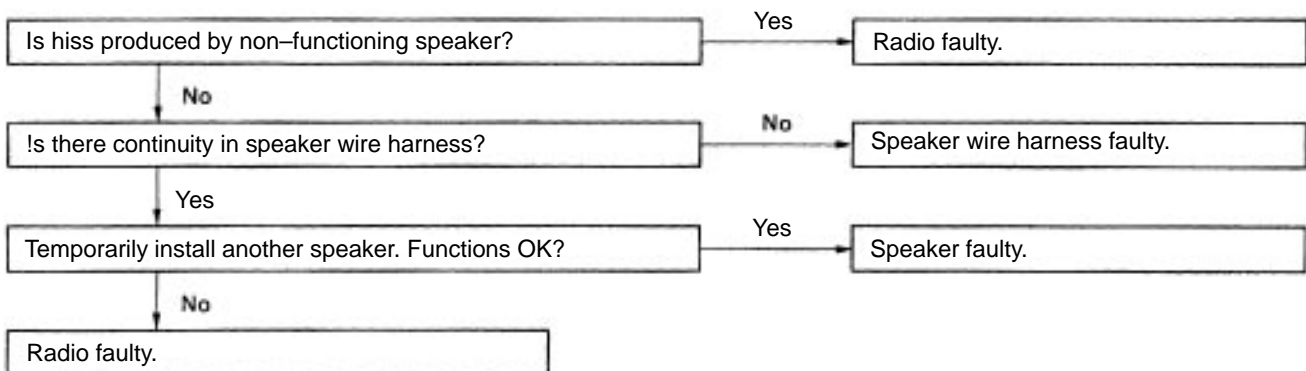 Is hiss produced by non–functioning speaker?
Yes
Radio faulty.
No
!s there continuity in speaker wire harness?
No
Speaker wire harness faulty.
Yes
Temporarily install another speaker. Functions OK?
Yes
Speaker faulty.
No
Radio faulty.